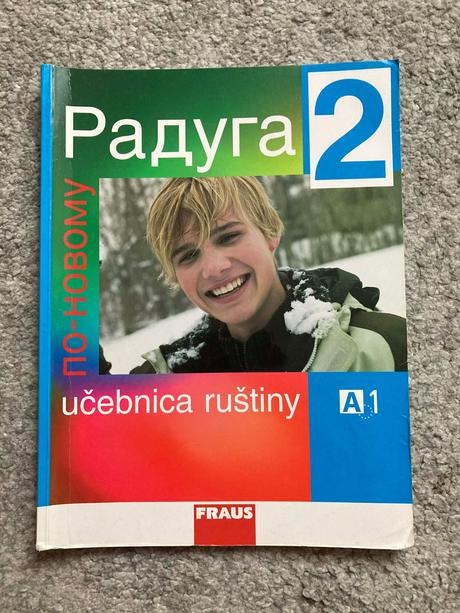 Радуга
2
по-новому
učebnica ruštiny
A1
FRAUS